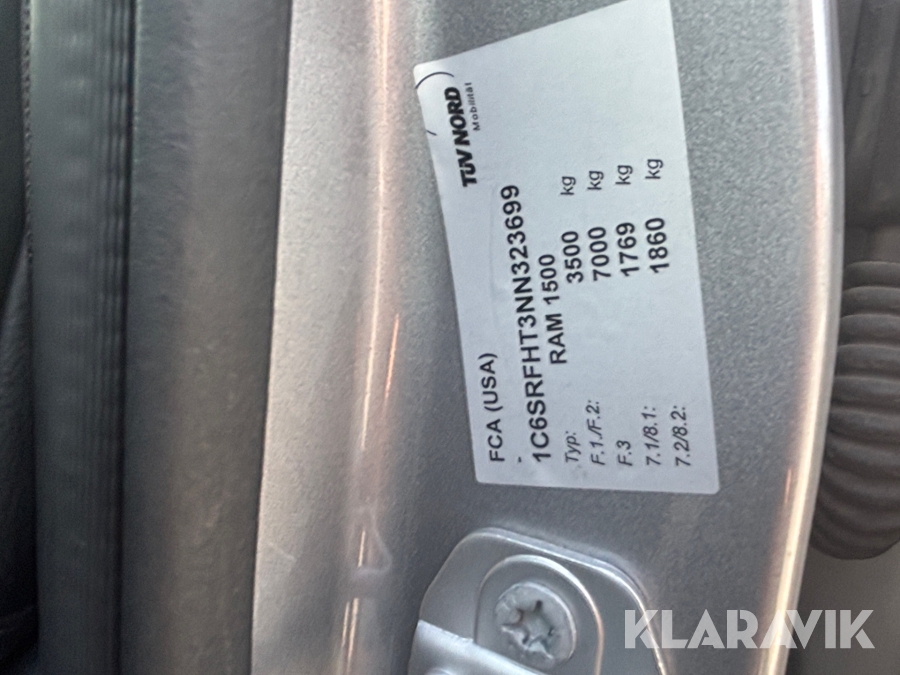 TÜV NORD
Mobilität
FCA (USA)
-
1C6SRFHT3NN323699
Typ: RAM 1500
F.1./F.2: 3500 kg
F.3 7000 kg
7.1/8.1: 1769 kg
7.2/8.2: 1860 kg
KLARAVIK